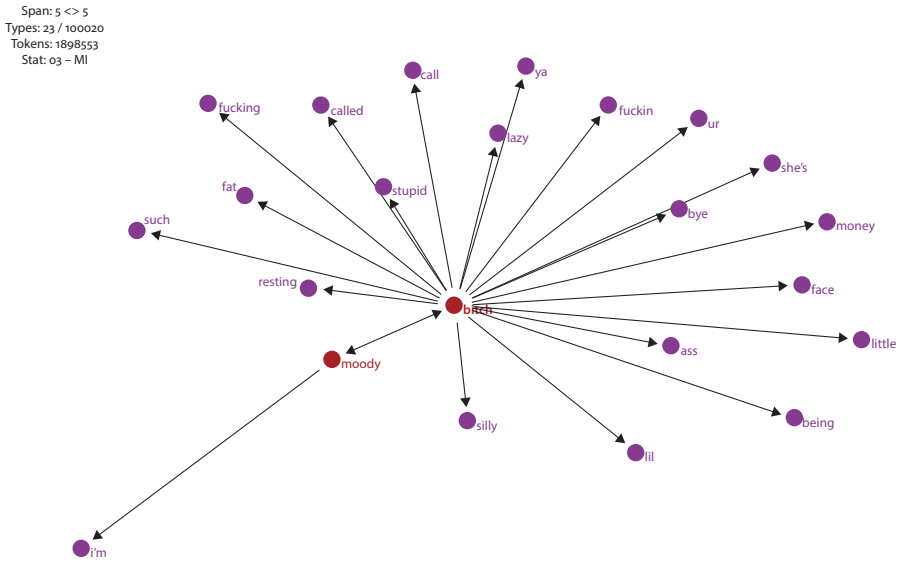 Span: 5 <> 5
Types: 23 / 100020
Tokens: 1898553
Stat: 03 – MI
call
ya
fucking
called
fuckin
ur
lazy
she's
fat
stupid
bye
such
money
resting
face
bitch
little
ass
moody
being
silly
lil
i'm